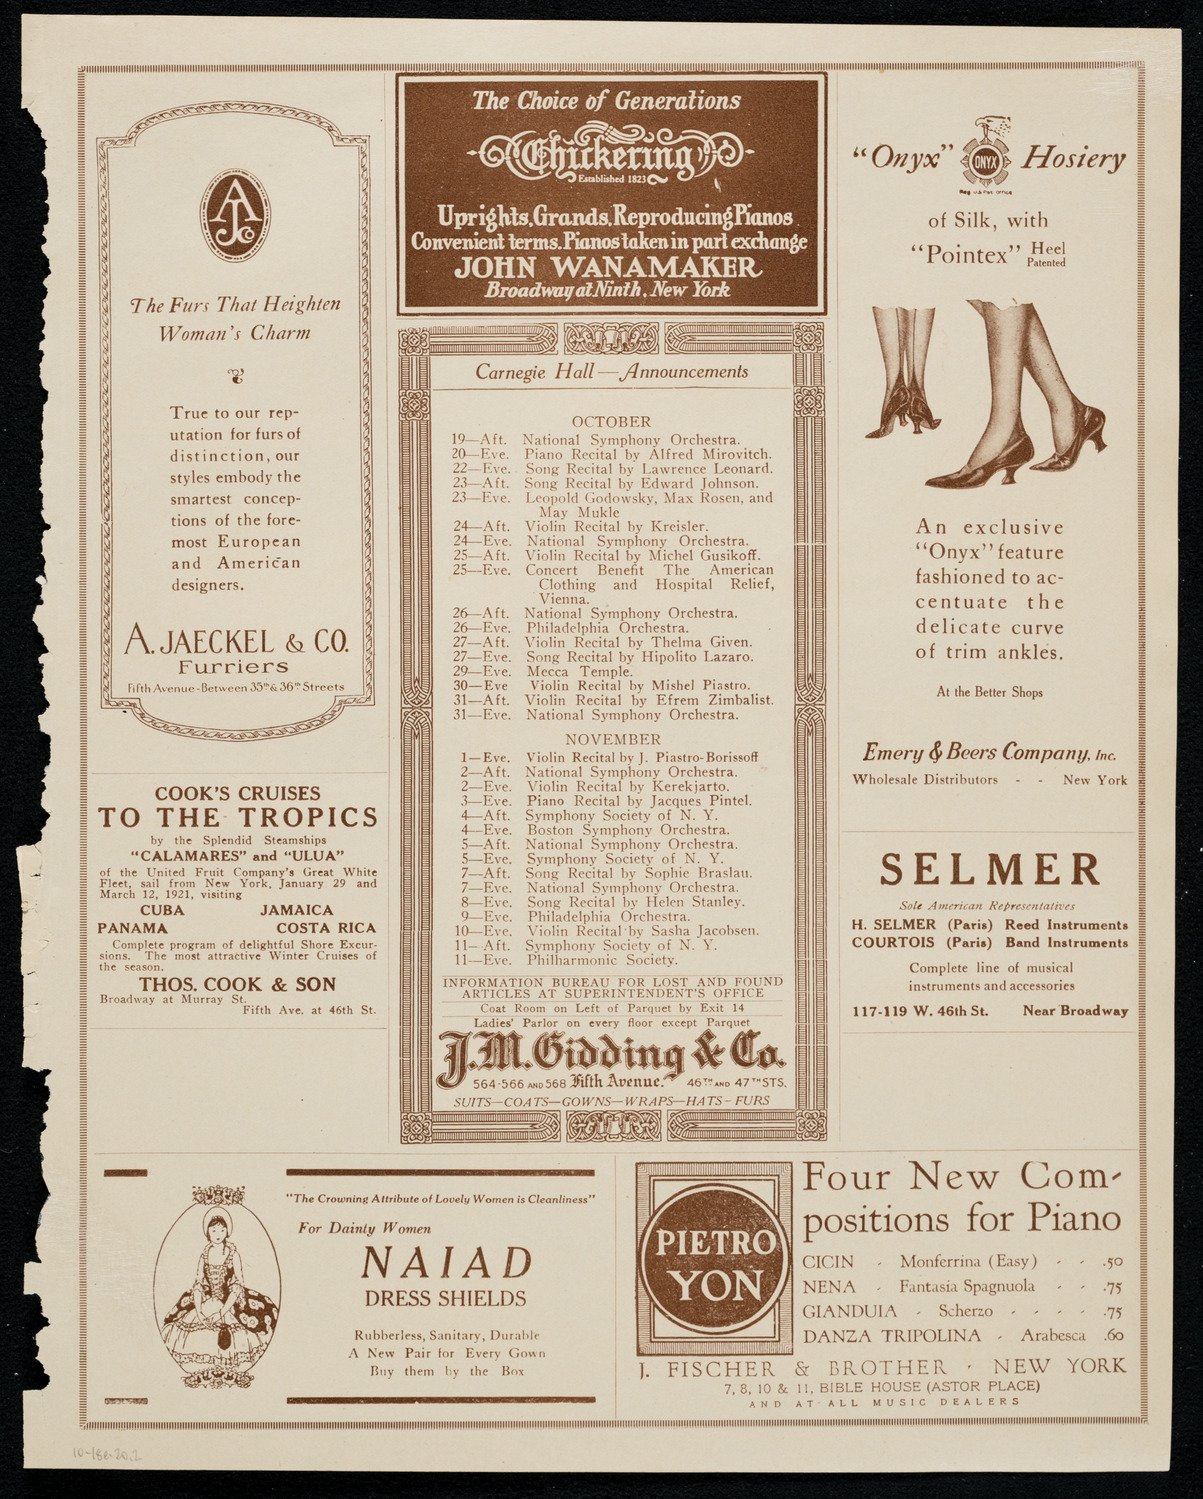 AJCo
The Furs That Heighten
Woman's Charm
True to our rep-
utation for furs of
distinction, our
styles embody the
smartest concep-
tions of the fore-
most European
and American
designers.
A. JAECKEL & CO.
Furriers
Fifth Avenue-Between 35th & 36th Streets
COOK'S CRUISES
TO THE TROPICS
by the Splendid Steamships
"CALAMARES" and "ULUA"
of the United Fruit Company's Great White
Fleet, sail from New York, January 29 and
March 12, 1921, visiting
CUBA JAMAICA
PANAMA COSTA RICA
Complete program of delightful Shore Excur-
sions. The most attractive Winter Cruises of
the season.
THOS. COOK & SON
Broadway at Murray St.
Fifth Ave. at 46th St.
The Choice of Generations
Chickering
Established 1823
Uprights, Grands, Reproducing Pianos
Convenient terms. Pianos taken in part exchange
JOHN WANAMAKER
Broadway at Ninth, New York
Carnegie Hall—Announcements
OCTOBER
19—Aft. National Symphony Orchestra.
20—Eve. Piano Recital by Alfred Mirovitch.
22—Eve. Song Recital by Lawrence Leonard.
23—Aft. Song Recital by Edward Johnson.
23—Eve. Leopold Godowsky, Max Rosen, and
May Mukle
24—Aft. Violin Recital by Kreisler.
24—Eve. National Symphony Orchestra.
25—Aft. Violin Recital by Michel Gusikoff.
25—Eve. Concert Benefit The American
Clothing and Hospital Relief,
Vienna.
26—Aft. National Symphony Orchestra.
26—Eve. Philadelphia Orchestra.
27—Aft. Violin Recital by Thelma Given.
27—Eve. Song Recital by Hipolito Lazaro.
29—Eve. Mecca Temple.
30—Eve Violin Recital by Mishel Piastro.
31—Aft. Violin Recital by Efrem Zimbalist.
31—Eve. National Symphony Orchestra.
NOVEMBER
1—Eve. Violin Recital by J. Piastro-Borissoff
2—Aft. National Symphony Orchestra.
2—Eve. Violin Recital by Kerekjarto.
3—Eve. Piano Recital by Jacques Pintel.
4—Aft. Symphony Society of N. Y.
4—Eve. Boston Symphony Orchestra.
5—Aft. National Symphony Orchestra.
5—Eve. Symphony Society of N. Y.
7—Aft. Song Recital by Sophie Braslau.
7—Eve. National Symphony Orchestra.
8—Eve. Song Recital by Helen Stanley.
9—Eve. Philadelphia Orchestra.
10—Eve. Violin Recital by Sasha Jacobsen.
11—Aft. Symphony Society of N. Y.
11—Eve. Philharmonic Society.
INFORMATION BUREAU FOR LOST AND FOUND
ARTICLES AT SUPERINTENDENT'S OFFICE
Coat Room on Left of Parquet by Exit 14
Ladies' Parlor on every floor except Parquet
J.M. Gidding & Co.
564-566 AND 568 Fifth Avenue. 46TH AND 47TH STS.
SUITS—COATS—GOWNS—WRAPS—HATS-FURS
"Onyx" ONYX Hosiery
Reg. U.S. Pat. Office
of Silk, with
"Pointex" Heel
Patented
An exclusive
"Onyx" feature
fashioned to ac-
centuate the
delicate curve
of trim ankles.
At the Better Shops
Emery & Beers Company, Inc.
Wholesale Distributors - - New York
SELMER
Sole American Representatives
H. SELMER (Paris) Reed Instruments
COURTOIS (Paris) Band Instruments
Complete line of musical
instruments and accessories
117-119 W. 46th St. Near Broadway
"The Crowning Attribute of Lovely Women is Cleanliness"
For Dainty Women
NAIAD
DRESS SHIELDS
Rubberless, Sanitary, Durable
A New Pair for Every Gown
Buy them by the Box
PIETRO
YON
Four New Com-
positions for Piano
CICIN - Monferrina (Easy) - - .50
NENA - Fantasia Spagnuola - - .75
GIANDUIA - Scherzo - - - - .75
DANZA TRIPOLINA - Arabesca .60
J. FISCHER & BROTHER · NEW YORK
7, 8, 10 & 11, BIBLE HOUSE (ASTOR PLACE)
AND AT ALL MUSIC DEALERS
10-18e-20.2